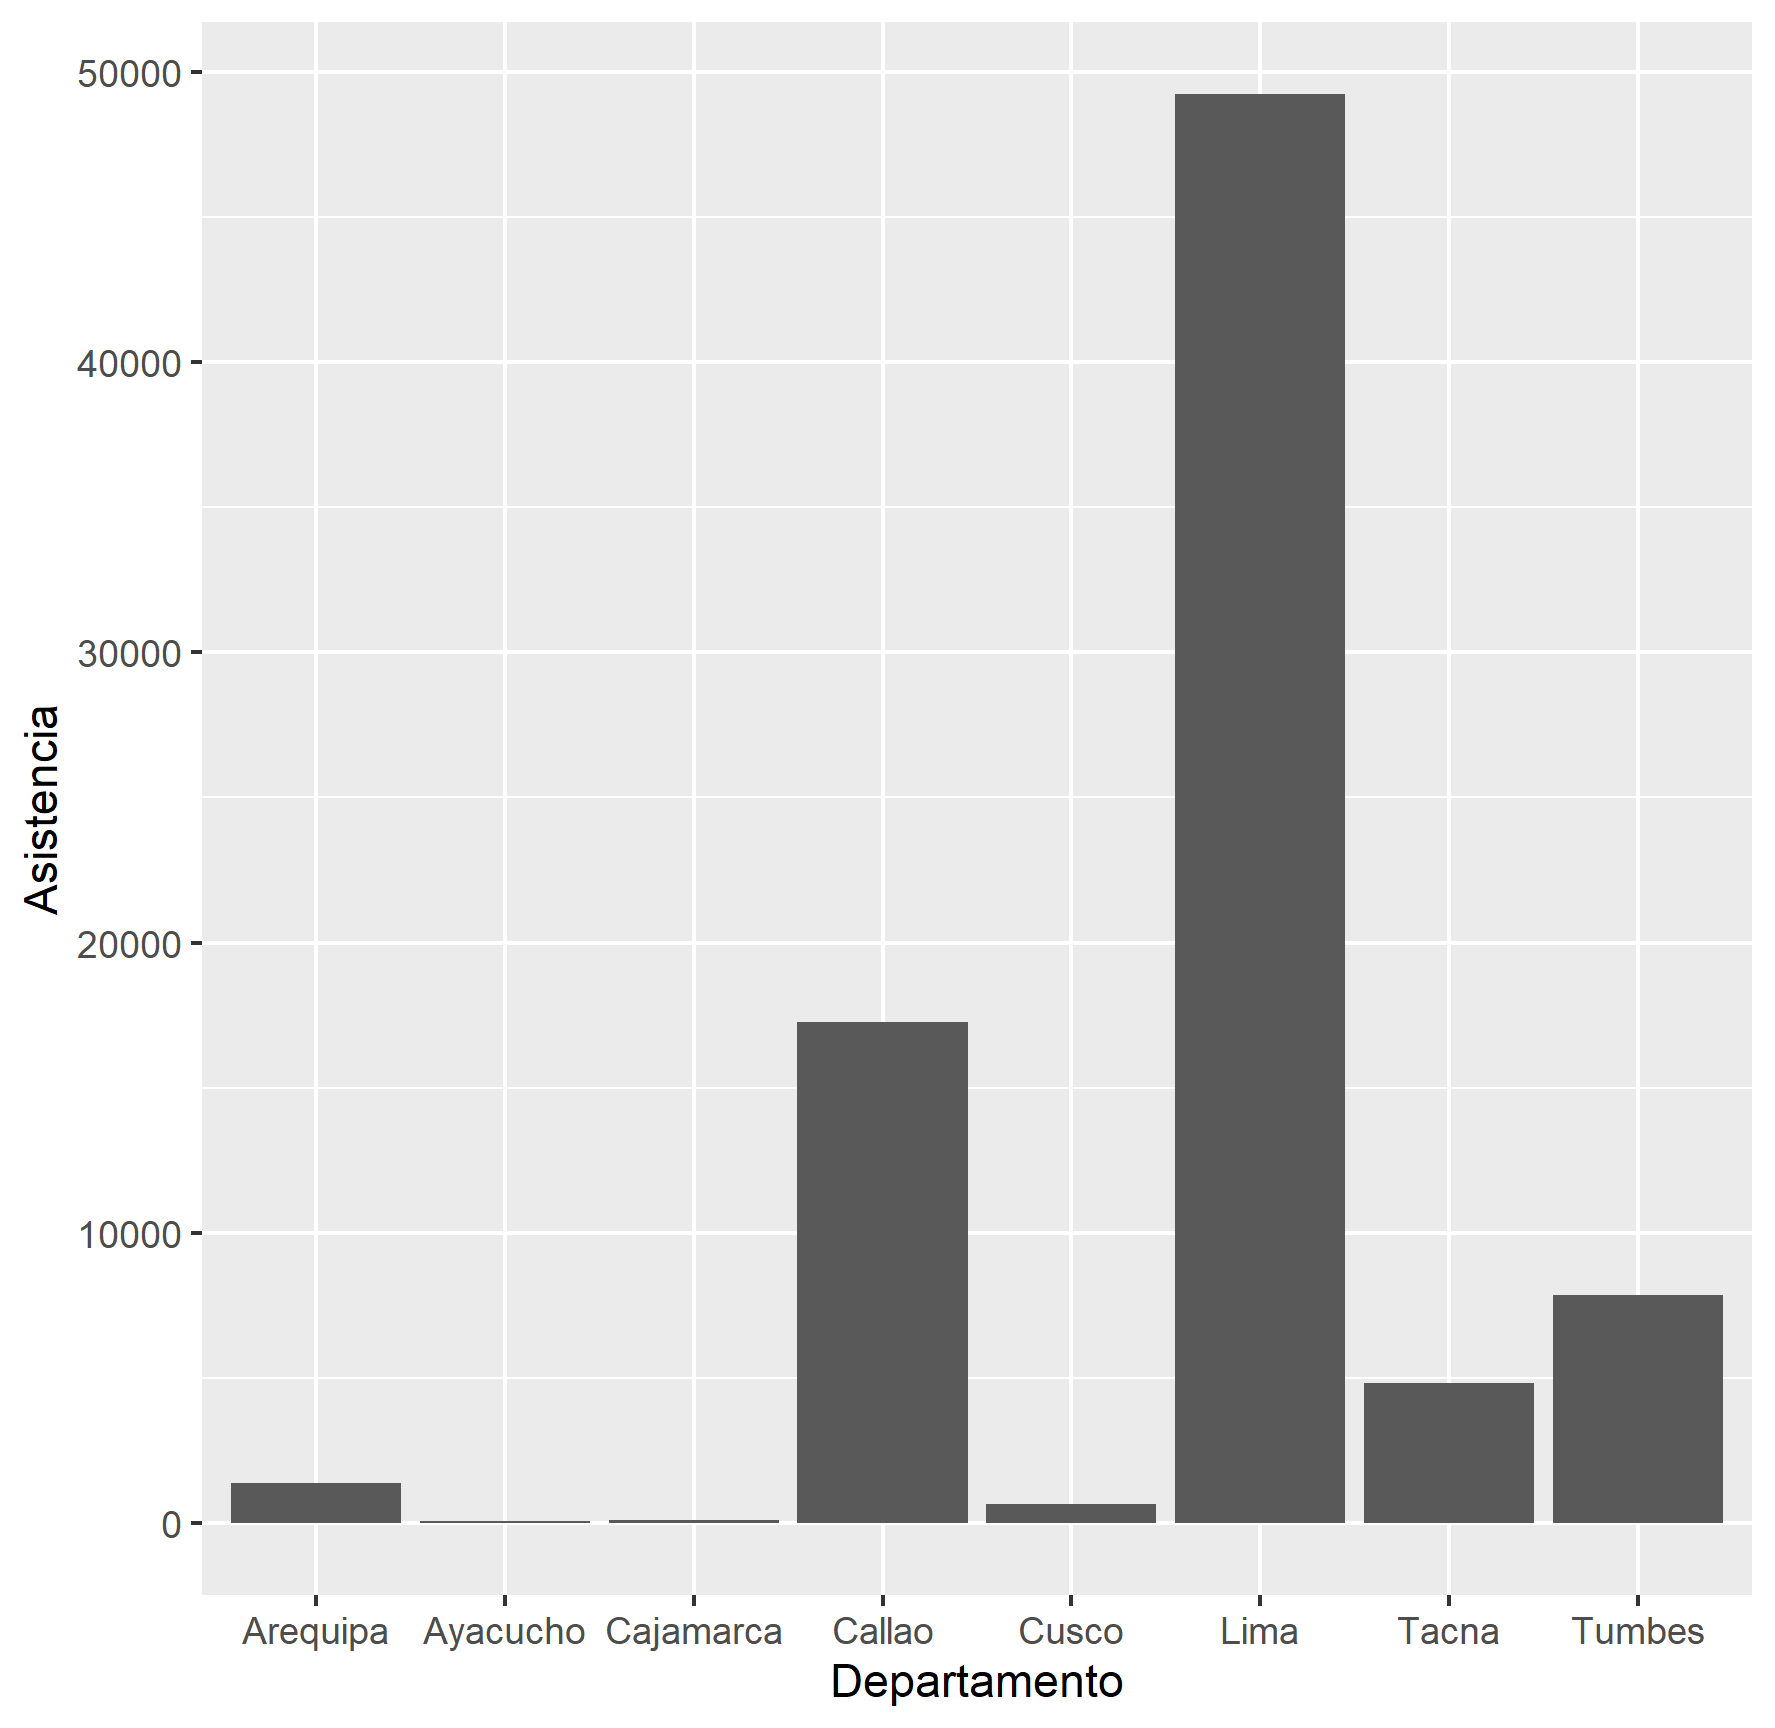 50000
40000
30000
20000
10000
0
Asistencia
Arequipa Ayacucho Cajamarca Callao Cusco Lima Tacna Tumbes
Departamento